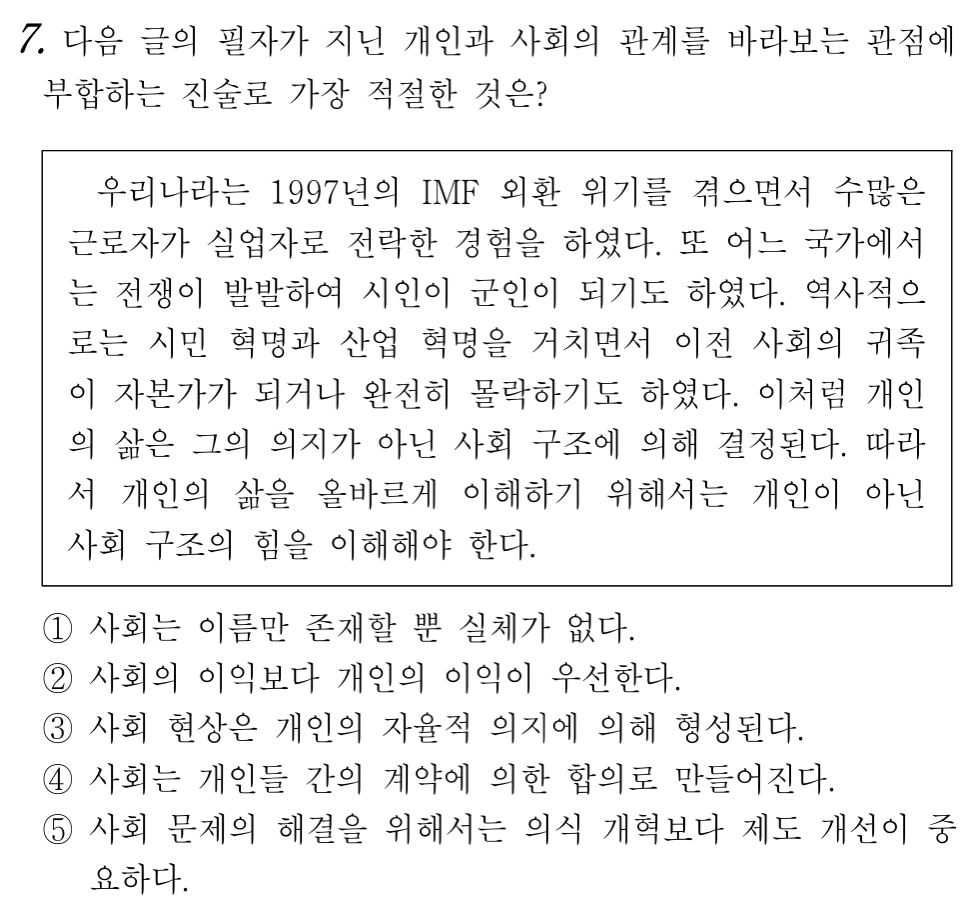 7. 다음 글의 필자가 지닌 개인과 사회의 관계를 바라보는 관점에
부합하는 진술로 가장 적절한 것은?
우리나라는 1997년의 IMF 외환 위기를 겪으면서 수많은
근로자가 실업자로 전락한 경험을 하였다. 또 어느 국가에서
는 전쟁이 발발하여 시인이 군인이 되기도 하였다. 역사적으
로는 시민 혁명과 산업 혁명을 거치면서 이전 사회의 귀족
이 자본가가 되거나 완전히 몰락하기도 하였다. 이처럼 개인
의 삶은 그의 의지가 아닌 사회 구조에 의해 결정된다. 따라
서 개인의 삶을 올바르게 이해하기 위해서는 개인이 아닌
사회 구조의 힘을 이해해야 한다.
① 사회는 이름만 존재할 뿐 실체가 없다.
② 사회의 이익보다 개인의 이익이 우선한다.
③ 사회 현상은 개인의 자율적 의지에 의해 형성된다.
④ 사회는 개인들 간의 계약에 의한 합의로 만들어진다.
⑤ 사회 문제의 해결을 위해서는 의식 개혁보다 제도 개선이 중
요하다.